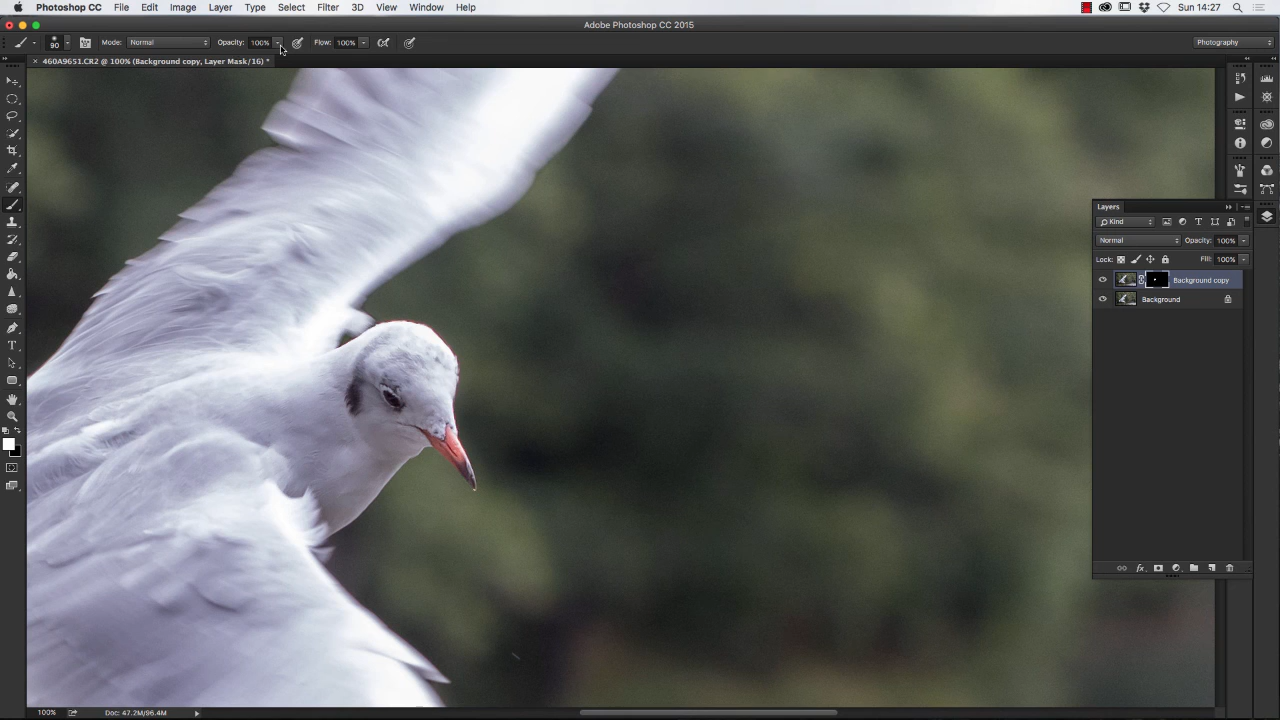 Photoshop CC File Edit Image Layer Type Select Filter 3D View Window Help Sun 14:27
Adobe Photoshop CC 2015
90 Mode: Normal Opacity: 100% Flow: 100% Photography
× 460A9651.CR2 @ 100% (Background copy, Layer Mask/16) *
Layers
Kind
Normal Opacity: 100%
Lock: Fill: 100%
Background copy
Background
fx
100% Doc: 47.2M/96.4M